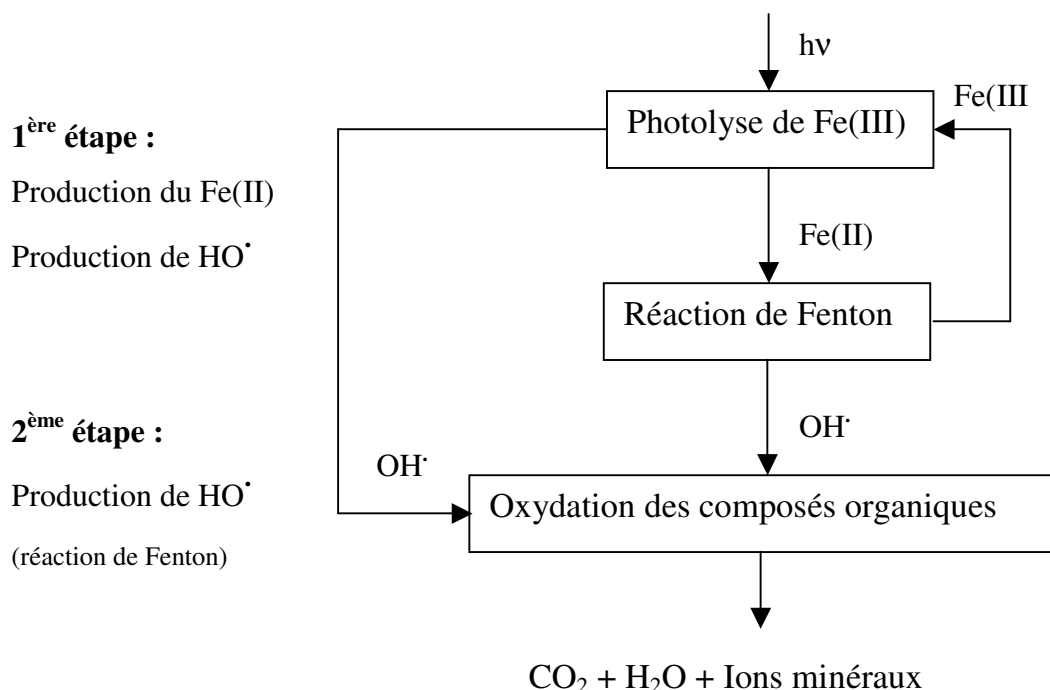 hν
Fe(III
Photolyse de Fe(III)
1ère étape :
Production du Fe(II)
Production de HO•
Fe(II)
Réaction de Fenton
2ème étape :
OH•
OH•
Production de HO•
Oxydation des composés organiques
(réaction de Fenton)
CO₂ + H₂O + Ions minéraux